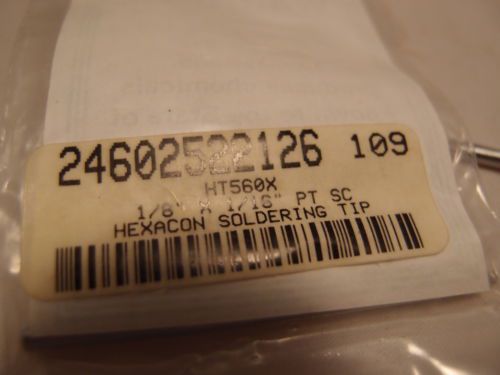 24602522126 109
HT560X
1/8" X 1/16" PT SC
HEXACON SOLDERING TIP